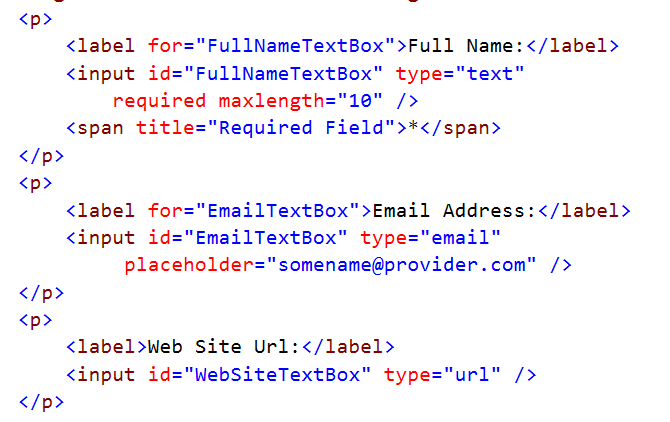 <p>
<label for="FullNameTextBox">Full Name:</label>
<input id="FullNameTextBox" type="text"
required maxlength="10" />
<span title="Required Field">*</span>
</p>
<p>
<label for="EmailTextBox">Email Address:</label>
<input id="EmailTextBox" type="email"
placeholder="somename@provider.com" />
</p>
<p>
<label>Web Site Url:</label>
<input id="WebSiteTextBox" type="url" />
</p>